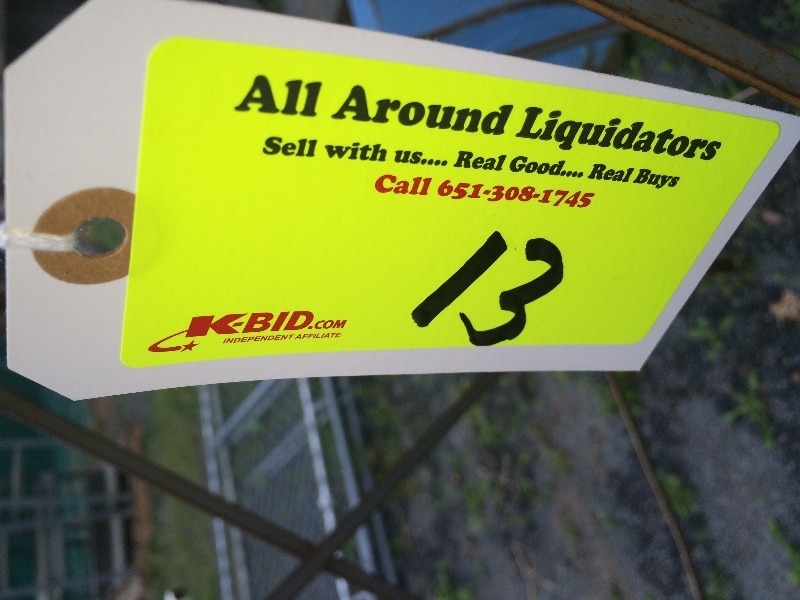 All Around Liquidators
Sell with us.... Real Good.... Real Buys
Call 651-308-1745
13
K-BID.COM
INDEPENDENT AFFILIATE